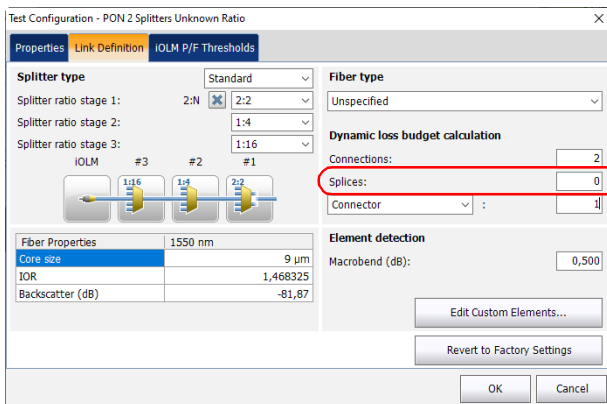 Test Configuration - PON 2 Splitters Unknown Ratio
Properties
Link Definition
iOLM P/F Thresholds
Splitter type
Standard
Splitter ratio stage 1:
2:N
2:2
Splitter ratio stage 2:
1:4
Splitter ratio stage 3:
1:16
iOLM #3 #2 #1
1:16 1:4 2:2
Fiber Properties 1550 nm
Core size 9 µm
IOR 1,468325
Backscatter (dB) -81,87
Fiber type
Unspecified
Dynamic loss budget calculation
Connections: 2
Splices: 0
Connector : 1
Element detection
Macrobend (dB): 0,500
Edit Custom Elements...
Revert to Factory Settings
OK
Cancel